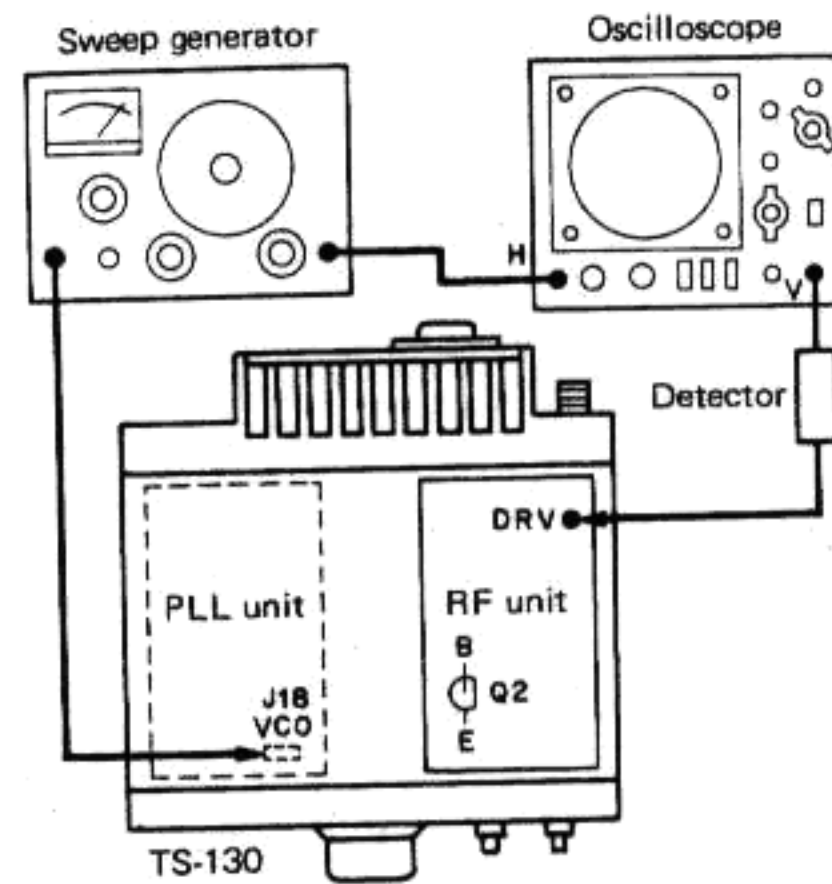 Sweep generator
Oscilloscope
H
V
Detector
DRV
PLL unit
RF unit
B
Q2
E
J18
VCO
TS-130